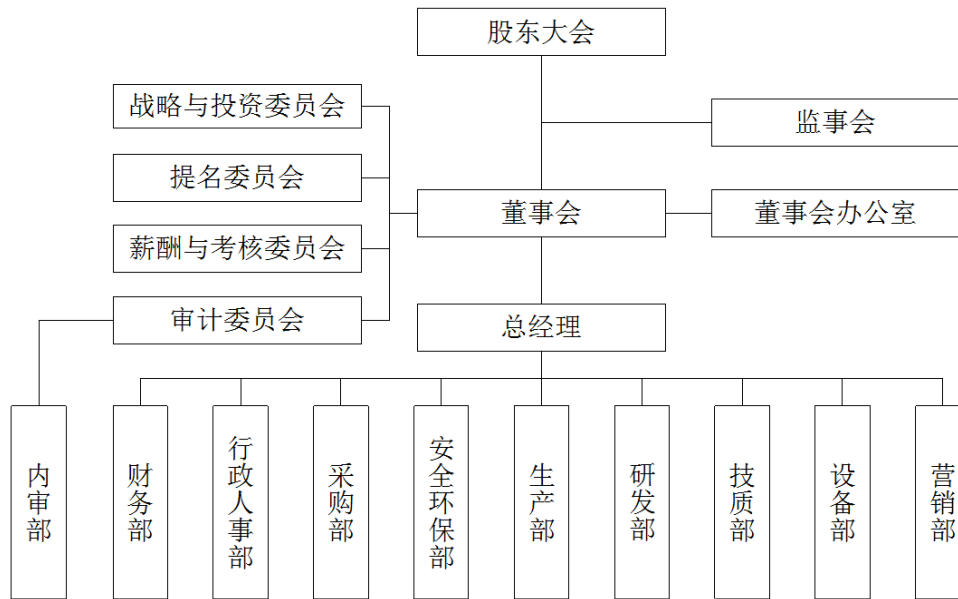 股东大会
战略与投资委员会
监事会
提名委员会
董事会
董事会办公室
薪酬与考核委员会
审计委员会
总经理
内审部
财务部
行政人事部
采购部
安全环保部
生产部
研发部
技质部
设备部
营销部